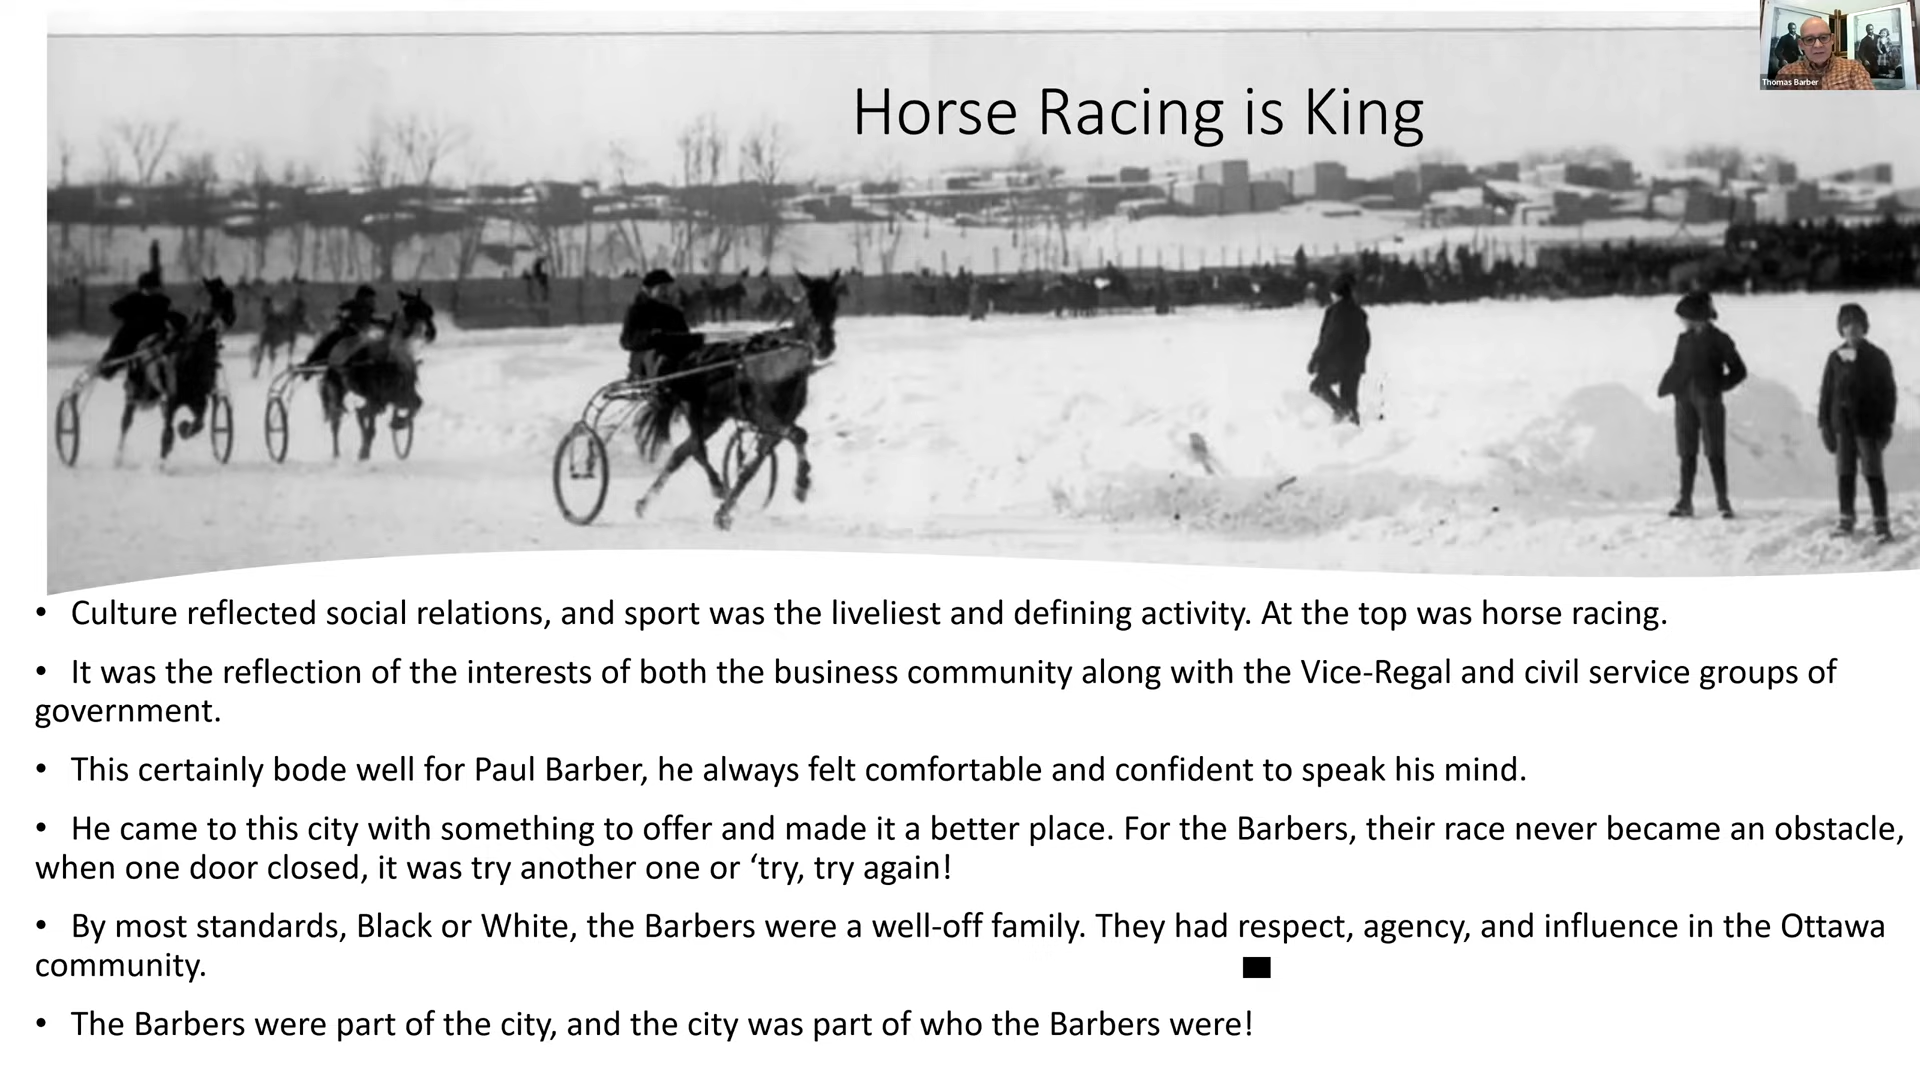 Thomas Barber
Horse Racing is King
• Culture reflected social relations, and sport was the liveliest and defining activity. At the top was horse racing.
• It was the reflection of the interests of both the business community along with the Vice-Regal and civil service groups of
government.
• This certainly bode well for Paul Barber, he always felt comfortable and confident to speak his mind.
• He came to this city with something to offer and made it a better place. For the Barbers, their race never became an obstacle,
when one door closed, it was try another one or ‘try, try again!
• By most standards, Black or White, the Barbers were a well-off family. They had respect, agency, and influence in the Ottawa
community.
• The Barbers were part of the city, and the city was part of who the Barbers were!